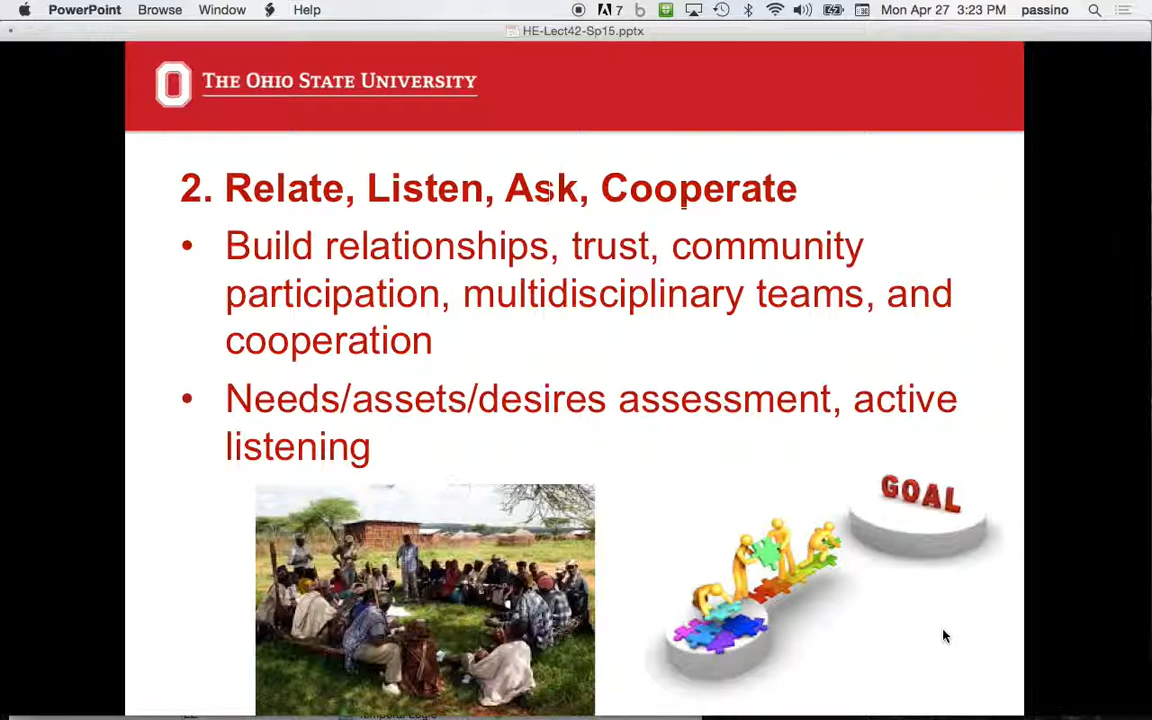 PowerPoint Browse Window Help 7 Mon Apr 27 3:23 PM passino
HE-Lect42-Sp15.pptx
THE OHIO STATE UNIVERSITY
2. Relate, Listen, Ask, Cooperate
• Build relationships, trust, community
participation, multidisciplinary teams, and
cooperation
• Needs/assets/desires assessment, active
listening
GOAL